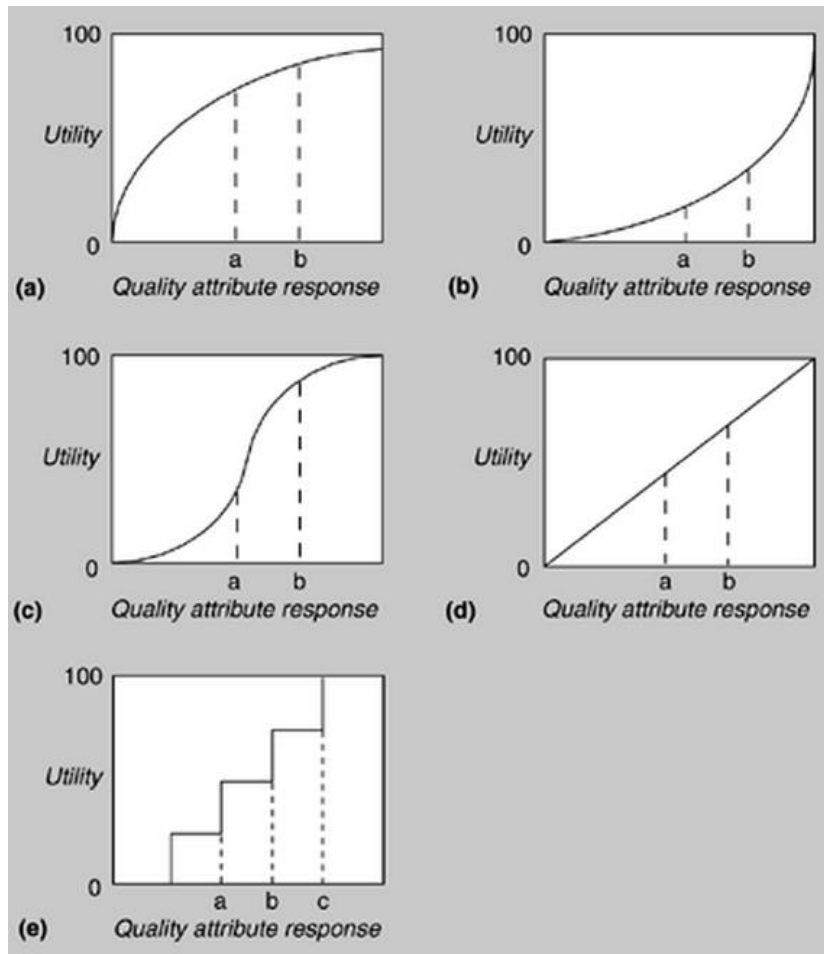 100
Utility
0
a b
(a) Quality attribute response
100
Utility
0
a b
(b) Quality attribute response
100
Utility
0
a b
(c) Quality attribute response
100
Utility
0
a b
(d) Quality attribute response
100
Utility
0
a b c
(e) Quality attribute response